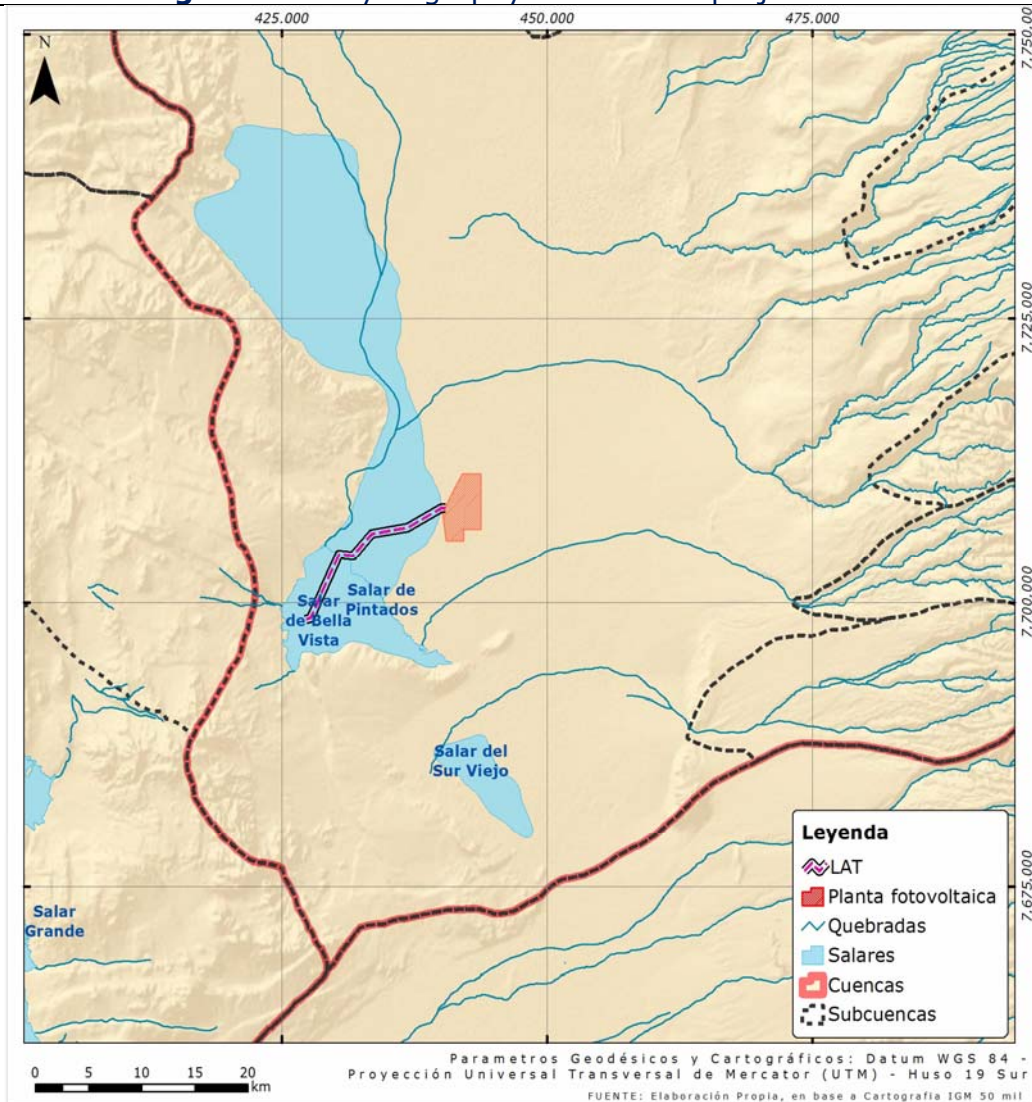 425.000
450.000
475.000
7.750.000
N
7.725.000
Salar de
Pintados
Salar
de Bella
Vista
7.700.000
Salar del
Sur Viejo
7.675.000
Salar
Grande
Leyenda
LAT
Planta fotovoltaica
Quebradas
Salares
Cuencas
Subcuencas
0 5 10 15 20
km
Parametros Geodésicos y Cartográficos: Datum WGS 84 -
Proyección Universal Transversal de Mercator (UTM) - Huso 19 Sur
FUENTE: Elaboración Propia, en base a Cartografia IGM 50 mil